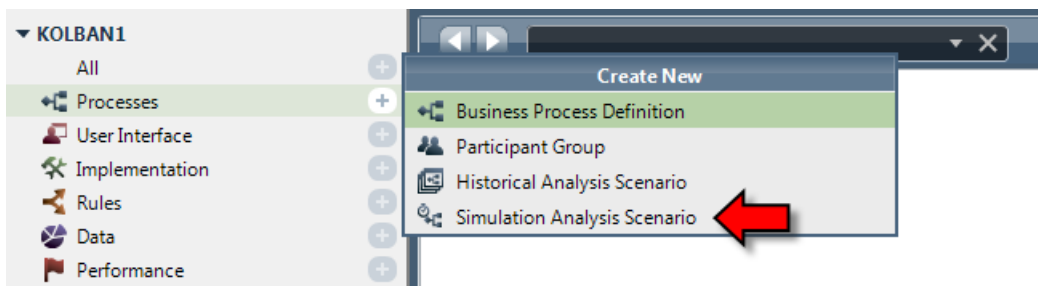 KOLBAN1
All
Processes
User Interface
Implementation
Rules
Data
Performance
Create New
Business Process Definition
Participant Group
Historical Analysis Scenario
Simulation Analysis Scenario